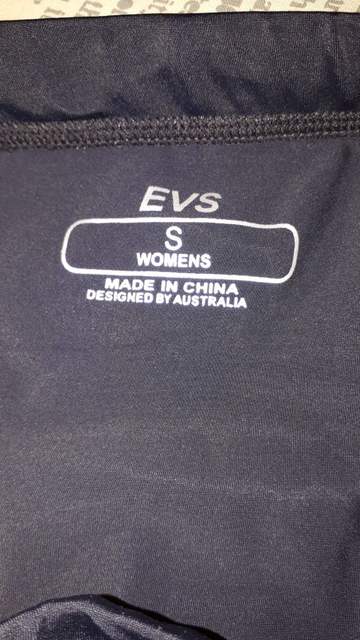 EVS
S
WOMENS
MADE IN CHINA
DESIGNED BY AUSTRALIA